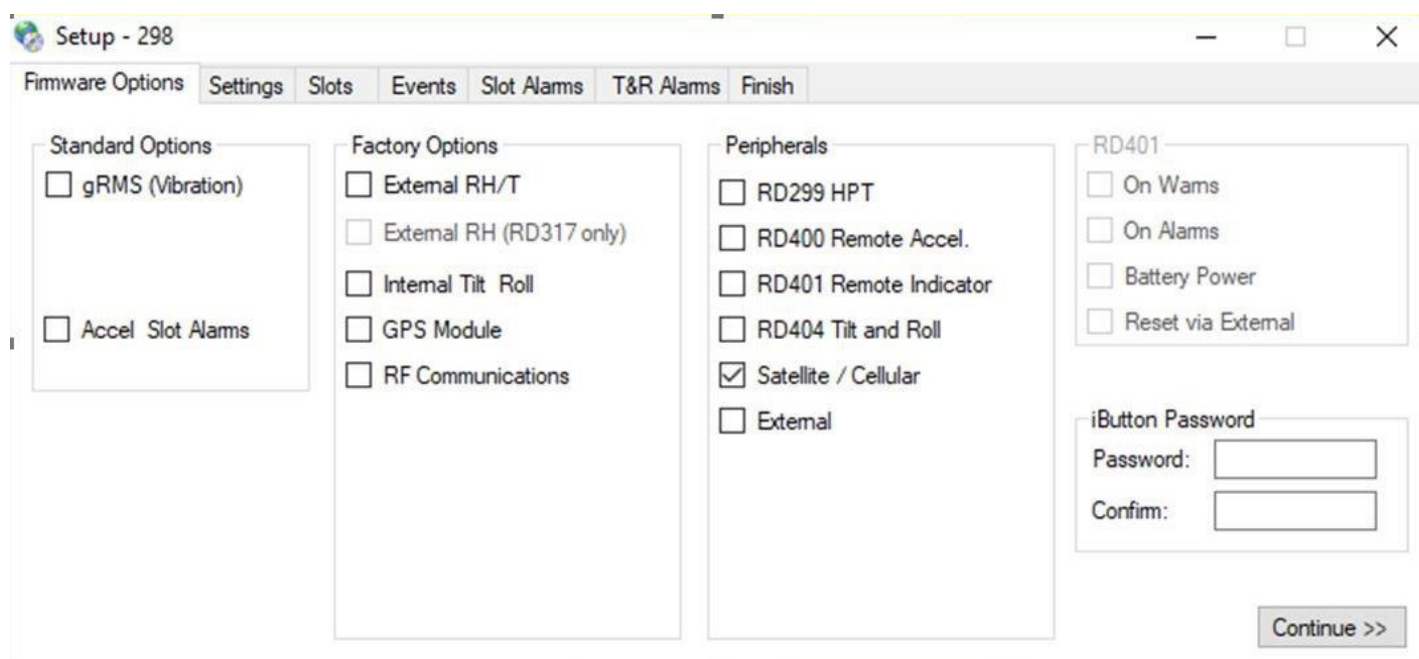 Setup - 298
Firmware Options Settings Slots Events Slot Alarms T&R Alarms Finish
Standard Options
gRMS (Vibration)
Accel Slot Alarms
Factory Options
External RH/T
External RH (RD317 only)
Internal Tilt Roll
GPS Module
RF Communications
Peripherals
RD299 HPT
RD400 Remote Accel.
RD401 Remote Indicator
RD404 Tilt and Roll
Satellite / Cellular
External
RD401
On Warns
On Alarms
Battery Power
Reset via External
iButton Password
Password:
Confirm:
Continue >>